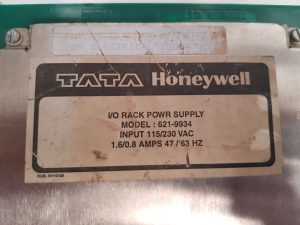 TATA Honeywell
I/O RACK POWR SUPPLY
MODEL : 621-9934
INPUT 115/230 VAC
1.6/0.8 AMPS 47 / 63 HZ